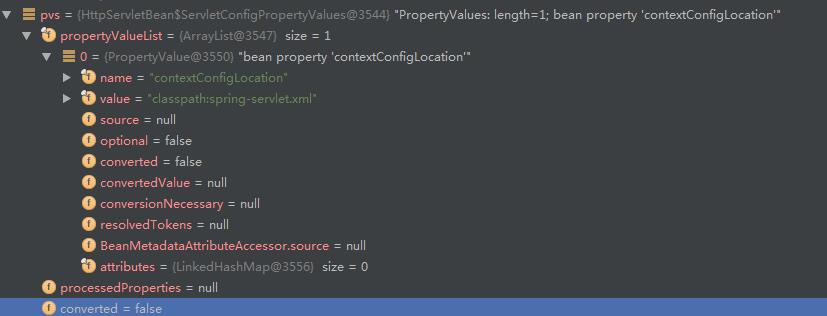 pvs = {HttpServletBean$ServletConfigPropertyValues@3544} "PropertyValues: length=1; bean property 'contextConfigLocation'"
propertyValueList = {ArrayList@3547} size = 1
0 = {PropertyValue@3550} "bean property 'contextConfigLocation'"
name = "contextConfigLocation"
value = "classpath:spring-servlet.xml"
source = null
optional = false
converted = false
convertedValue = null
conversionNecessary = null
resolvedTokens = null
BeanMetadataAttributeAccessor.source = null
attributes = {LinkedHashMap@3556} size = 0
processedProperties = null
converted = false